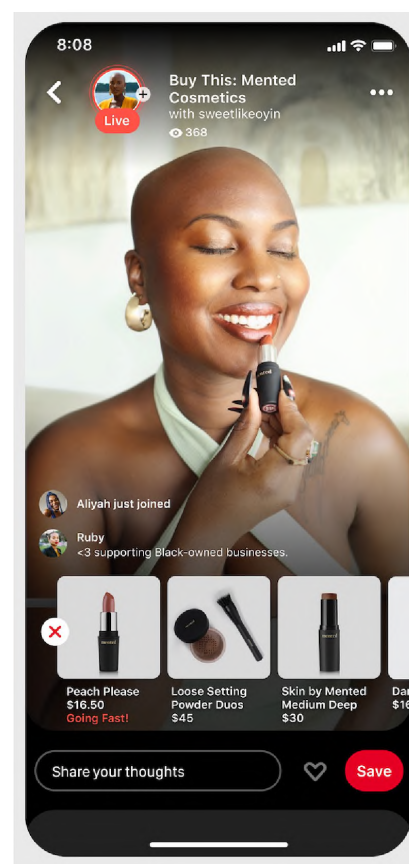 8:08
Buy This: Mented
Cosmetics
with sweetlikeoyin
Live
368
Aliyah just joined
Ruby
<3 supporting Black-owned businesses.
Peach Please
$16.50
Going Fast!
Loose Setting
Powder Duos
$45
Skin by Mented
Medium Deep
$30
Share your thoughts
Save